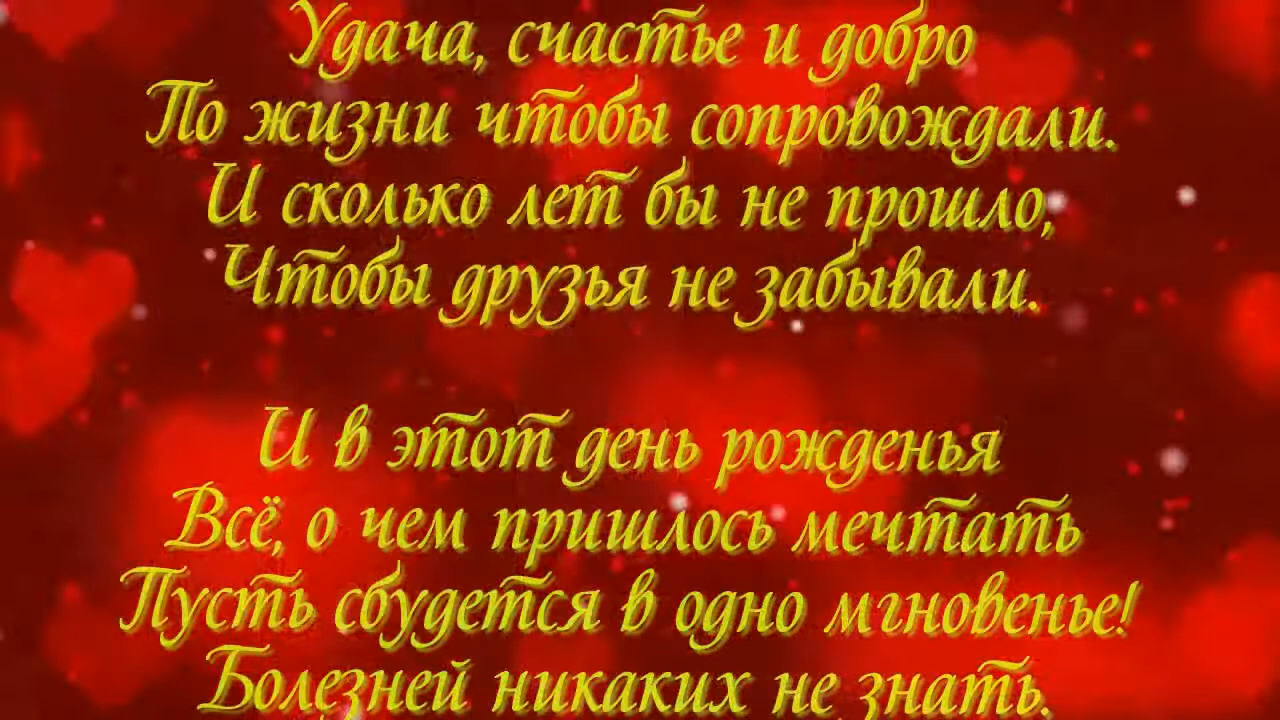 Удача, счастье и добро
По жизни чтобы сопровождали.
И сколько лет бы не прошло,
Чтобы друзья не забывали.
И в этот день рожденья
Всё, о чем пришлось мечтать
Пусть сбудется в одно мгновенье!
Болезней никаких не знать.